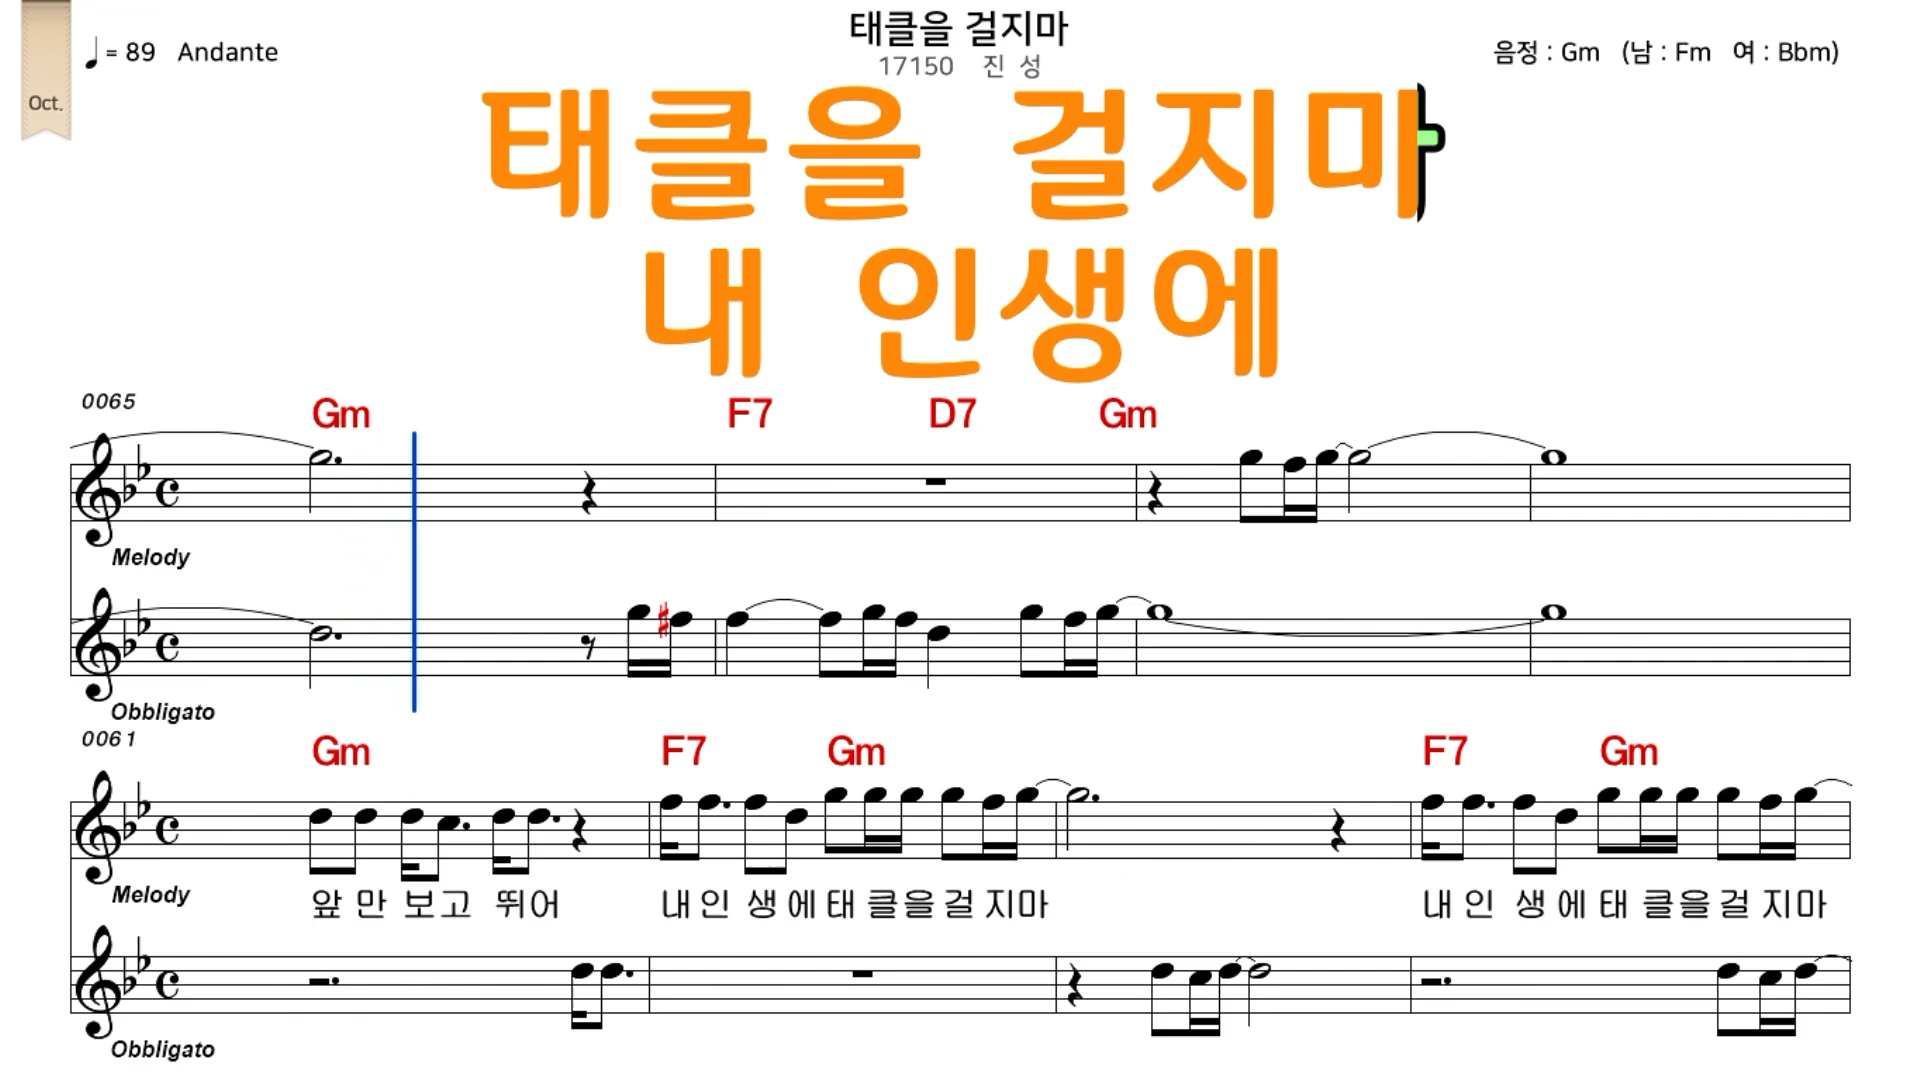 태클을 걸지마
♩= 89 Andante
17150 진 성
음정 : Gm (남 : Fm 여 : Bbm)
Oct.
태클을 걸지마
내 인생에
0065
Gm F7 D7 Gm
Melody
Obbligato
0061
Gm F7 Gm F7 Gm
Melody
앞 만 보고 뛰어 내인 생에태 클을걸 지마 내인 생에태 클을걸 지마
Obbligato